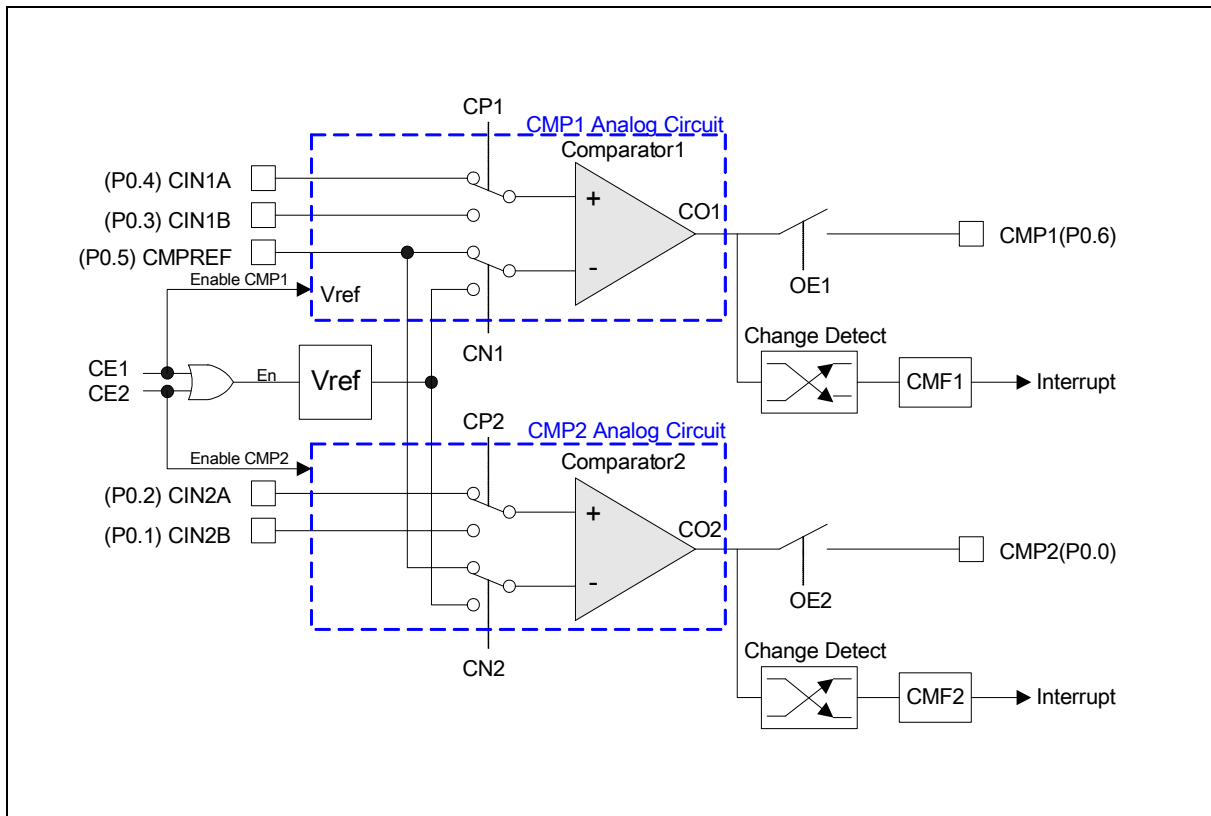 CP1
CMP1 Analog Circuit
Comparator1
(P0.4) CIN1A
+
CO1
(P0.3) CIN1B
CMP1(P0.6)
(P0.5) CMPREF
-
Enable CMP1
Vref
OE1
CN1
Change Detect
CE1
CE2
En
Vref
CMF1
Interrupt
CP2
CMP2 Analog Circuit
Enable CMP2
Comparator2
(P0.2) CIN2A
+
CO2
(P0.1) CIN2B
CMP2(P0.0)
-
OE2
CN2
Change Detect
CMF2
Interrupt